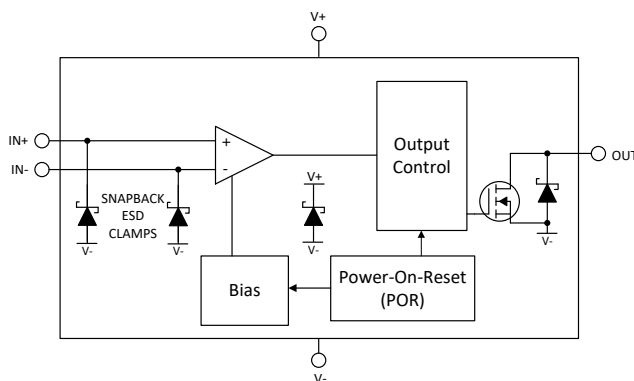 V+
IN+
IN-
+
-
SNAPBACK
ESD
CLAMPS
V-
V-
V+
V-
Output
Control
OUT
V-
Bias
Power-On-Reset
(POR)
V-